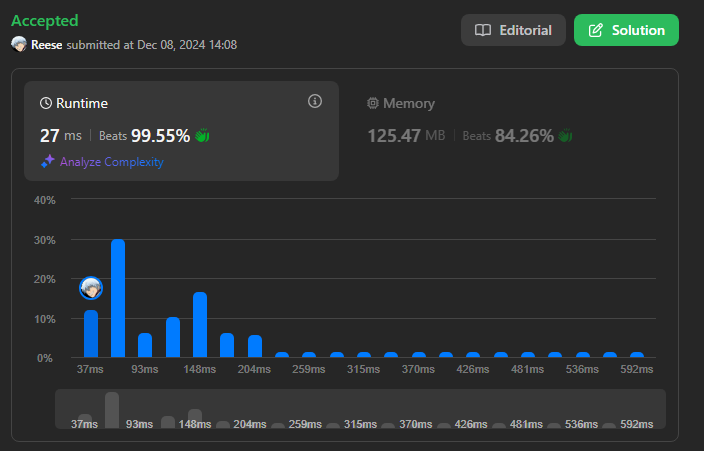 Accepted
Editorial
Solution
Reese submitted at Dec 08, 2024 14:08
Runtime
Memory
27 ms | Beats 99.55%
125.47 MB | Beats 84.26%
Analyze Complexity
40%
30%
20%
10%
0%
37ms 93ms 148ms 204ms 259ms 315ms 370ms 426ms 481ms 536ms 592ms
37ms 93ms 148ms 204ms 259ms 315ms 370ms 426ms 481ms 536ms 592ms